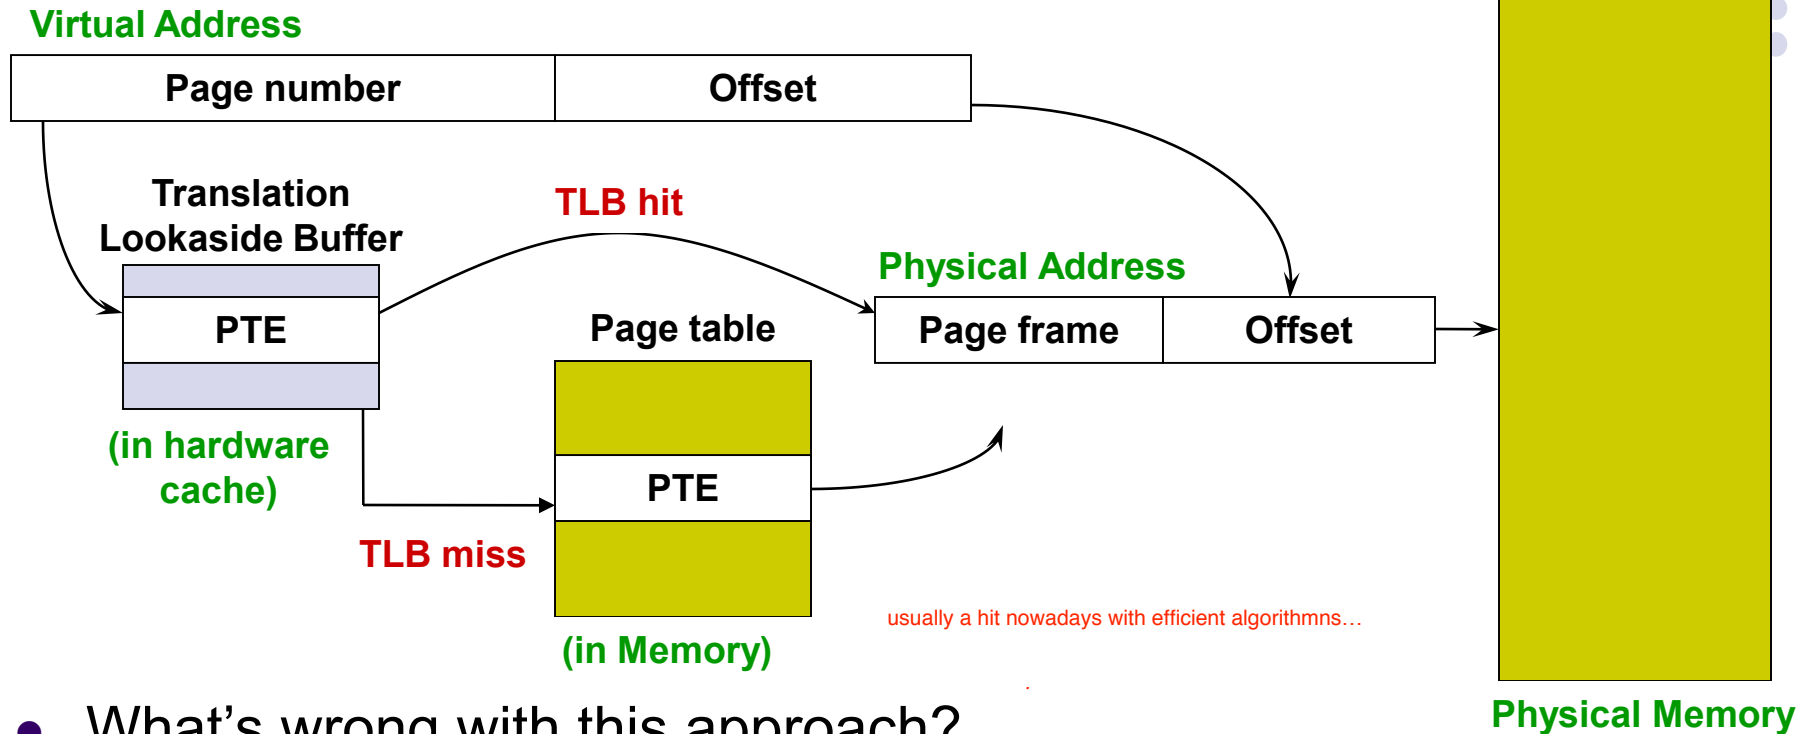 Virtual Address
Page number
Offset
Translation
Lookaside Buffer
TLB hit
Physical Address
PTE
Page table
Page frame
Offset
(in hardware
cache)
PTE
TLB miss
usually a hit nowadays with efficient algorithmns...
(in Memory)
What's wrong with this approach?
Physical Memory